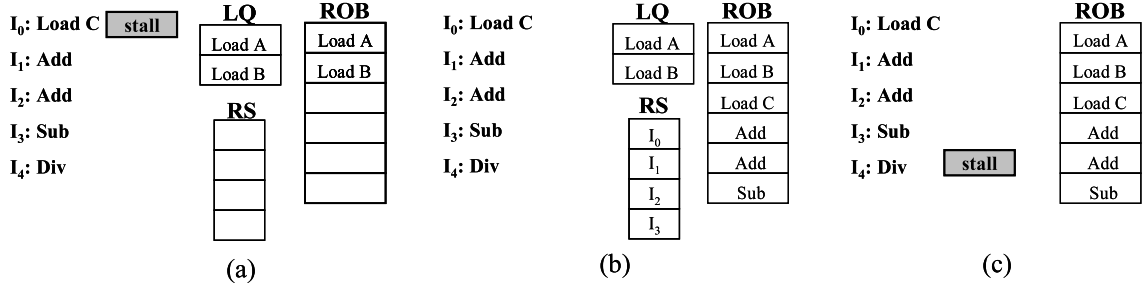 I₀: Load C stall
I₁: Add
I₂: Add
I₃: Sub
I₄: Div
LQ
Load A
Load B
RS
ROB
Load A
Load B
(a)
I₀: Load C
I₁: Add
I₂: Add
I₃: Sub
I₄: Div
LQ
Load A
Load B
RS
I₀
I₁
I₂
I₃
ROB
Load A
Load B
Load C
Add
Add
Sub
(b)
I₀: Load C
I₁: Add
I₂: Add
I₃: Sub
I₄: Div stall
ROB
Load A
Load B
Load C
Add
Add
Sub
(c)